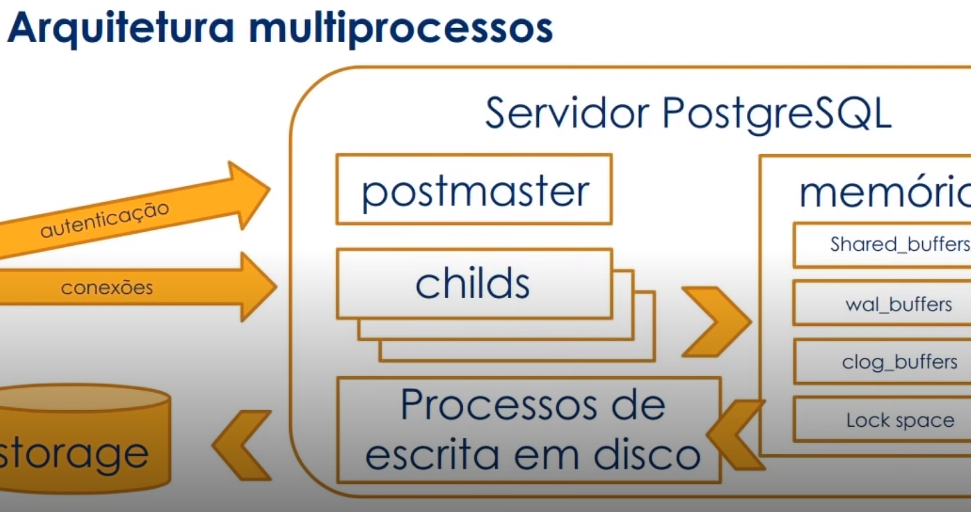 Arquitetura multiprocessos
Servidor PostgreSQL
autenticação
conexões
postmaster
childs
Processos de
escrita em disco
memóri
Shared_buffers
wal_buffers
clog_buffers
Lock space
storage